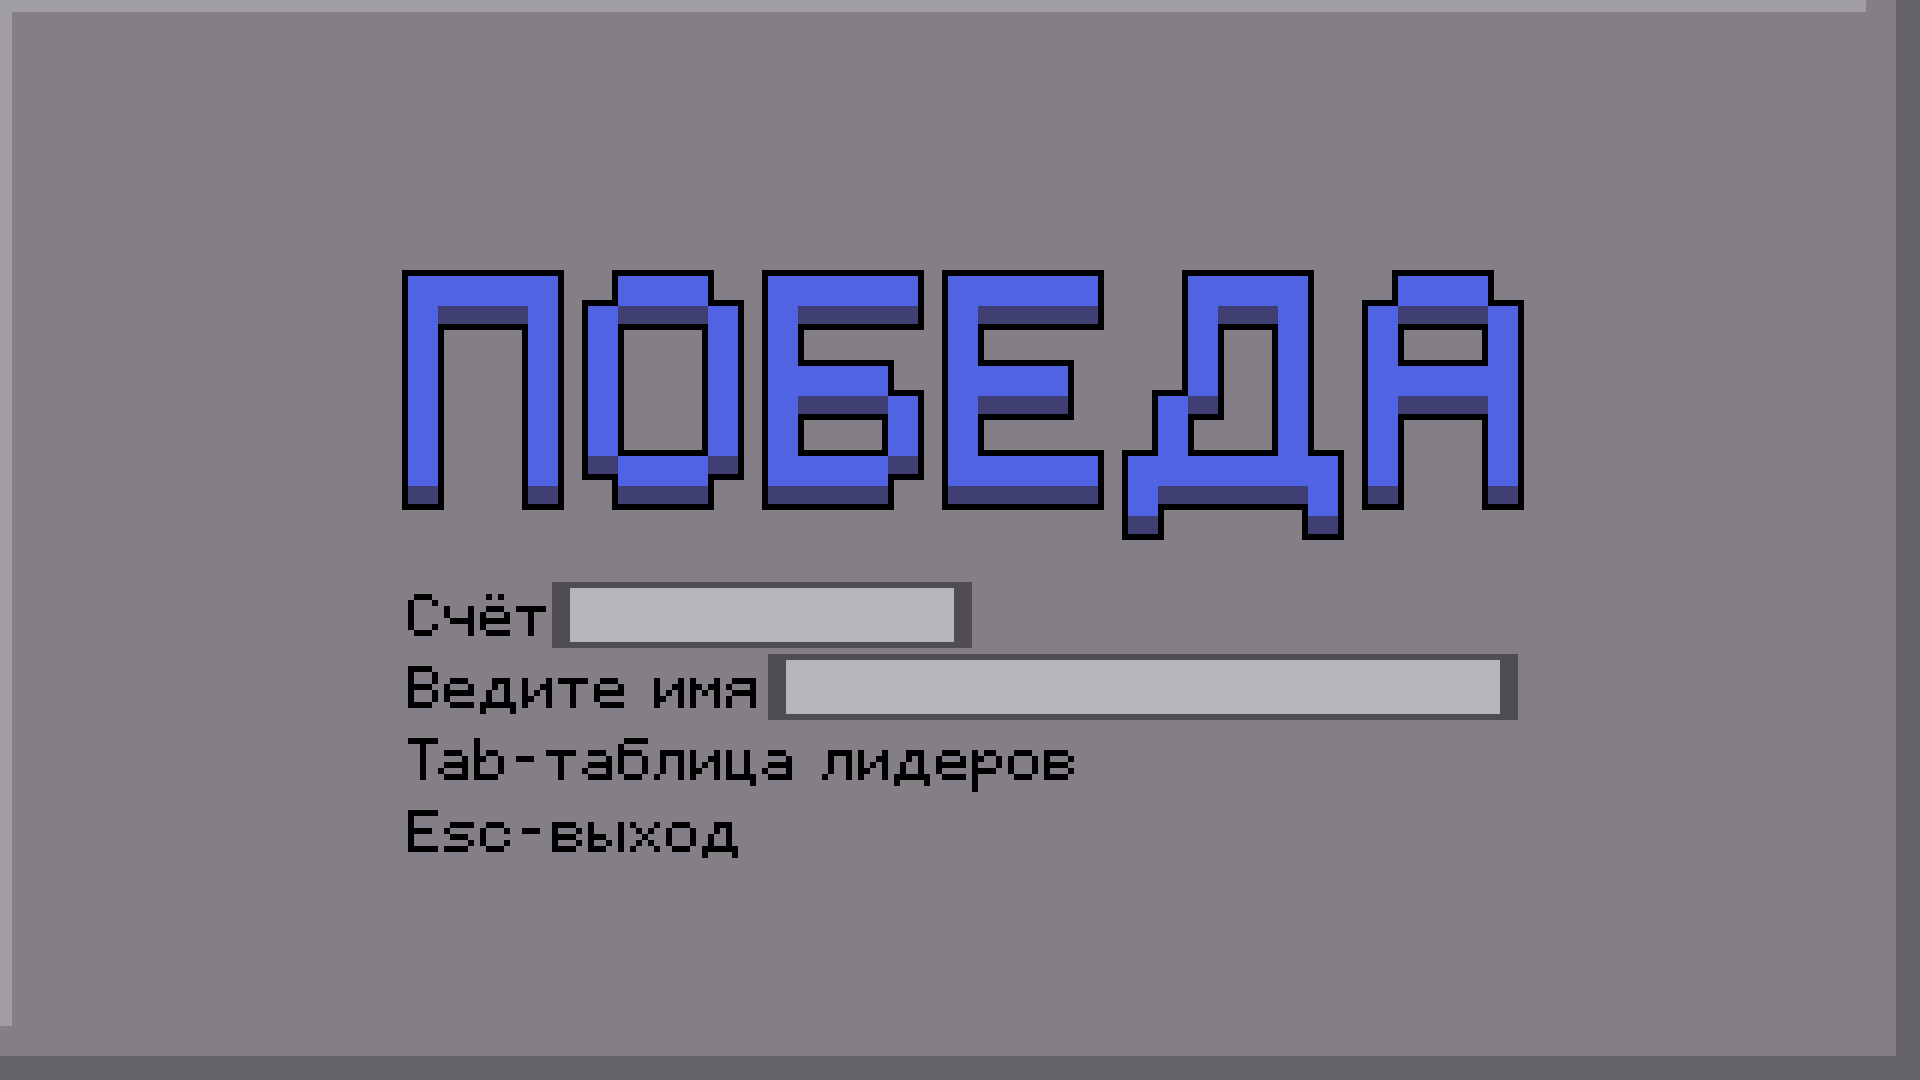 ПОБЕДА
Счёт
Ведите имя
Tab-таблица лидеров
Esc-выход